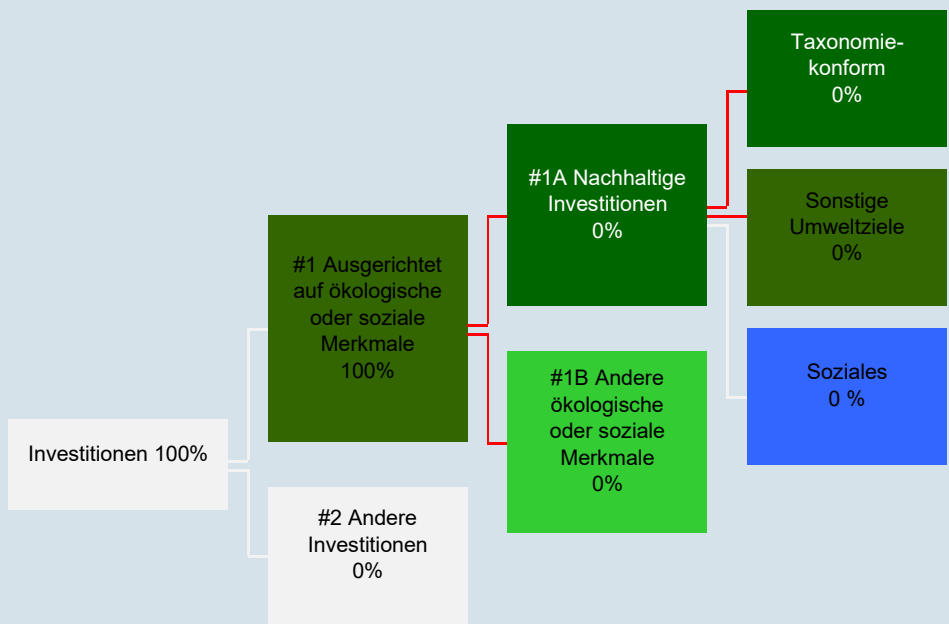 Investitionen 100%
#1 Ausgerichtet
auf ökologische
oder soziale
Merkmale
100%
#2 Andere
Investitionen
0%
#1A Nachhaltige
Investitionen
0%
#1B Andere
ökologische
oder soziale
Merkmale
0%
Taxonomie-
konform
0%
Sonstige
Umweltziele
0%
Soziales
0 %